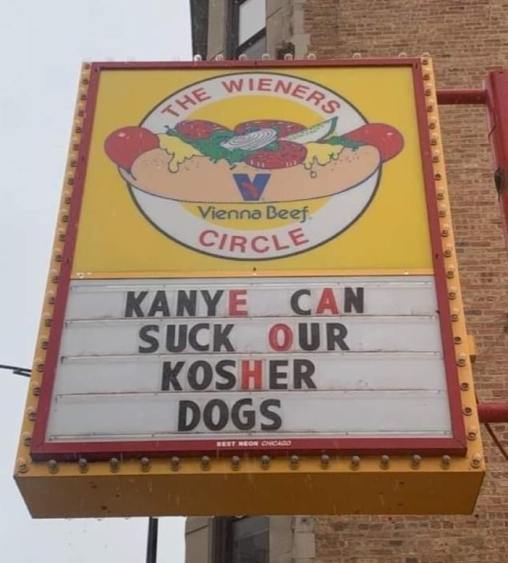 THE WIENERS
V
Vienna Beef.
CIRCLE
KANYE CAN
SUCK OUR
KOSHER
DOGS
BEST NEON CHICAGO